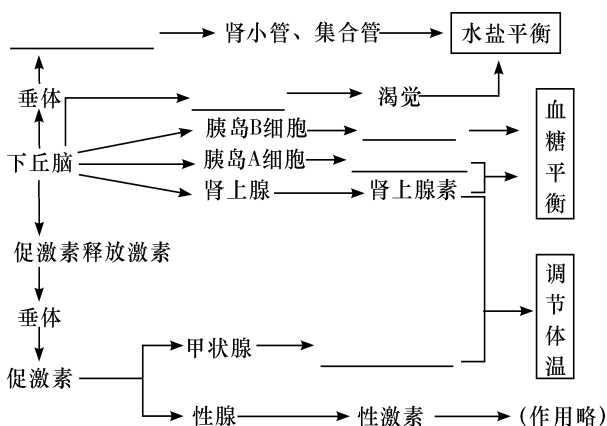 肾小管、集合管
水盐平衡
垂体
渴觉
胰岛B细胞
血糖平衡
下丘脑
胰岛A细胞
肾上腺
肾上腺素
促激素释放激素
调节体温
垂体
甲状腺
促激素
性腺
性激素
(作用略)